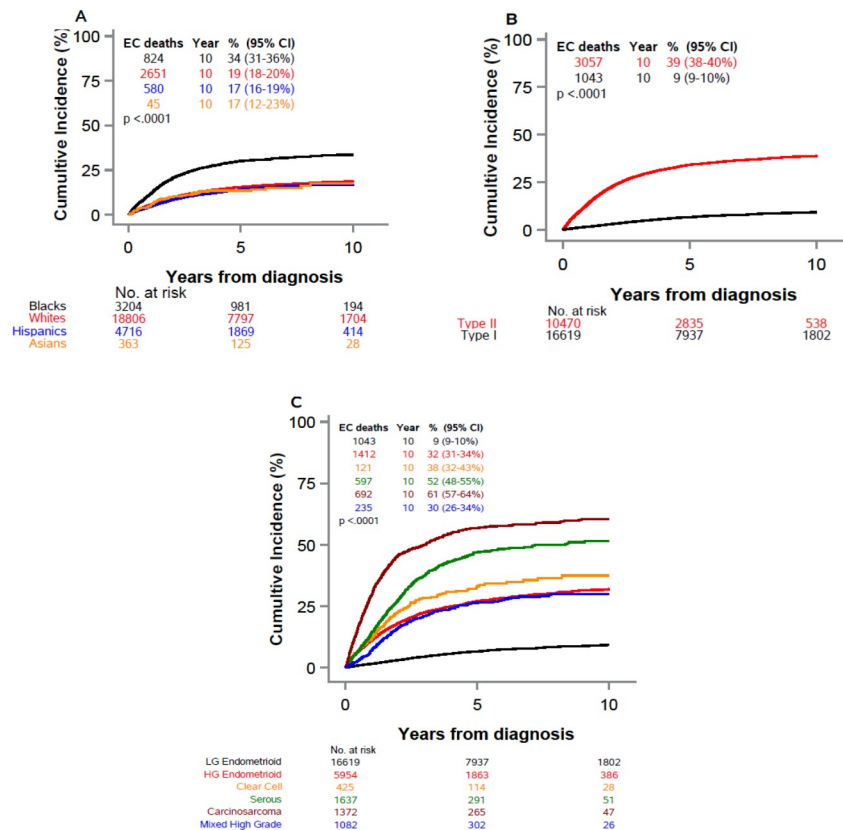 A
EC deaths Year % (95% CI)
824 10 34 (31-36%)
2651 10 19 (18-20%)
580 10 17 (16-19%)
45 10 17 (12-23%)
p <.0001
Cumultive Incidence (%)
100
75
50
25
0
0 5 10
Years from diagnosis
No. at risk
Blacks 3204 981 194
Whites 18806 7797 1704
Hispanics 4716 1869 414
Asians 363 125 28
B
EC deaths Year % (95% CI)
3057 10 39 (38-40%)
1043 10 9 (9-10%)
p <.0001
Cumultive Incidence (%)
100
75
50
25
0
0 5 10
Years from diagnosis
No. at risk
Type II 10470 2835 538
Type I 16619 7937 1802
C
EC deaths Year % (95% CI)
1043 10 9 (9-10%)
1412 10 32 (31-34%)
121 10 38 (32-43%)
597 10 52 (48-55%)
692 10 61 (57-64%)
235 10 30 (26-34%)
p <.0001
Cumultive Incidence (%)
100
75
50
25
0
0 5 10
Years from diagnosis
No. at risk
LG Endometrioid 16619 7937 1802
HG Endometrioid 5954 1863 386
Clear Cell 425 114 28
Serous 1637 291 51
Carcinosarcoma 1372 265 47
Mixed High Grade 1082 302 26